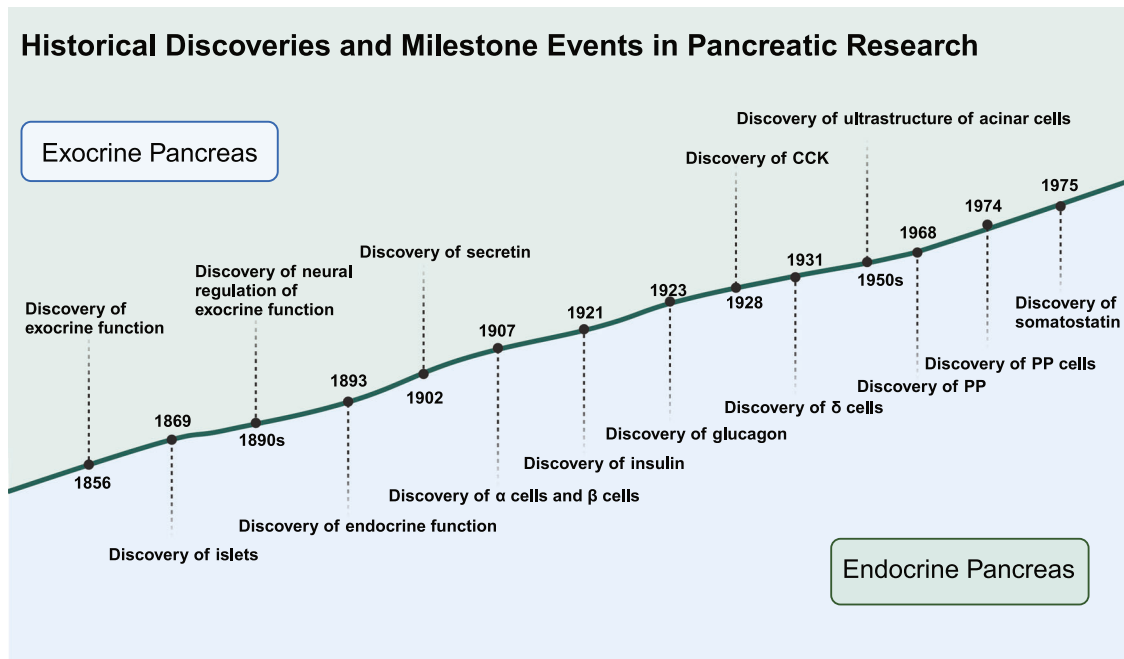 Historical Discoveries and Milestone Events in Pancreatic Research
Exocrine Pancreas
Discovery of
exocrine function
1856
1869
Discovery of islets
Discovery of neural
regulation of
exocrine function
1890s
1893
Discovery of endocrine function
Discovery of secretin
1902
1907
Discovery of α cells and β cells
1921
Discovery of insulin
1923
Discovery of glucagon
Discovery of CCK
1928
1931
Discovery of δ cells
Discovery of ultrastructure of acinar cells
1950s
1968
Discovery of PP
1974
Discovery of PP cells
1975
Discovery of
somatostatin
Endocrine Pancreas